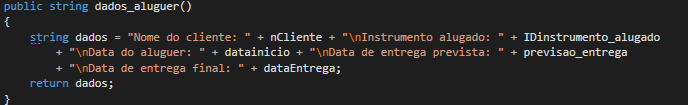 public string dados_aluguer()
{
string dados = "Nome do cliente: " + nCliente + "\nInstrumento alugado: " + IDinstrumento_alugado
+ "\nData do aluguer: " + datainicio + "\nData de entrega prevista: " + previsao_entrega
+ "\nData de entrega final: " + dataEntrega;
return dados;
}